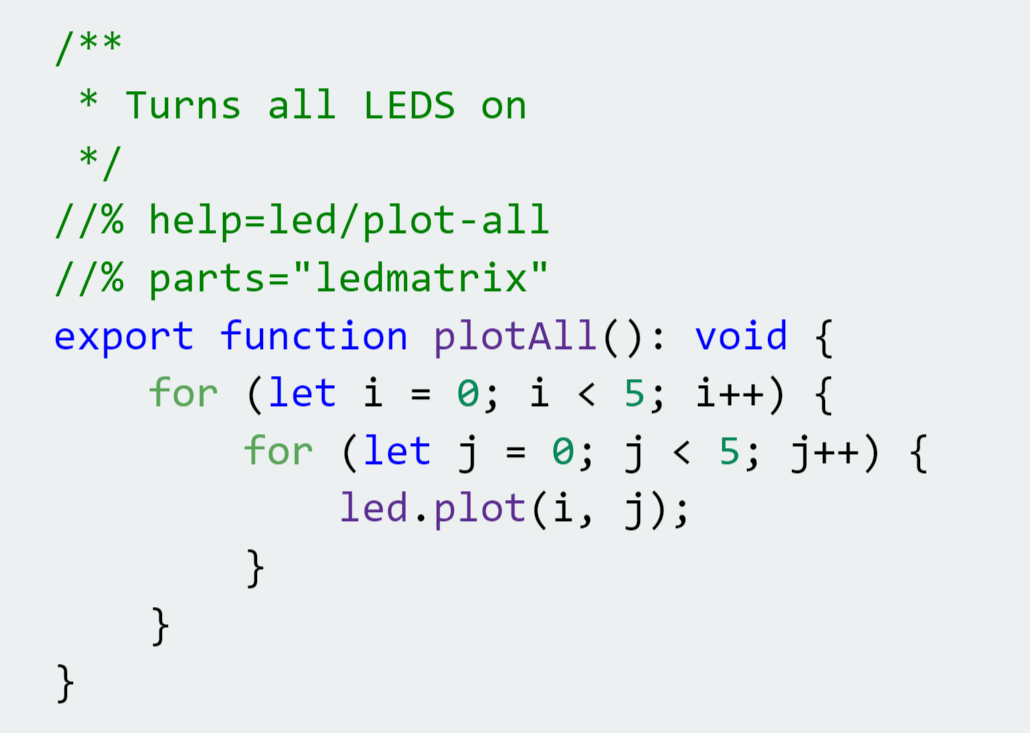 /**
 * Turns all LEDS on
 */
//% help=led/plot-all
//% parts="ledmatrix"
export function plotAll(): void {
    for (let i = 0; i < 5; i++) {
        for (let j = 0; j < 5; j++) {
            led.plot(i, j);
        }
    }
}